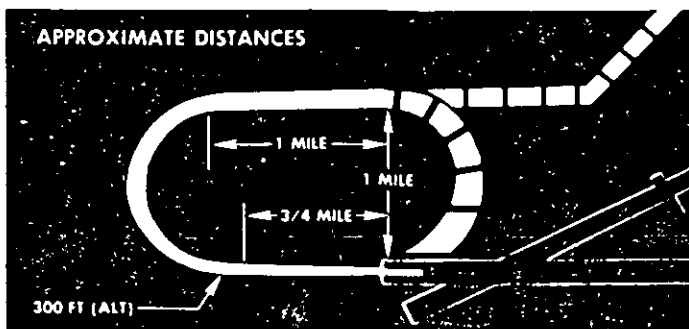 APPROXIMATE DISTANCES
1 MILE
1 MILE
3/4 MILE
300 FT (ALT)